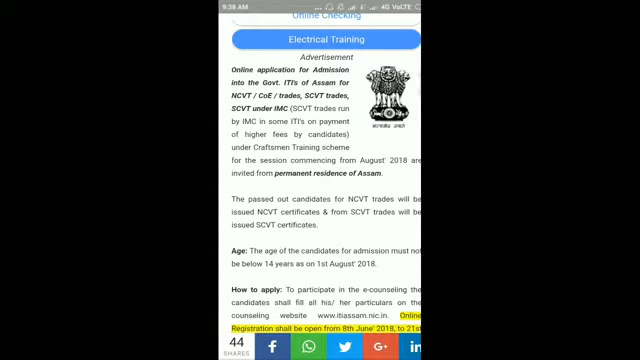 9:38 AM
4G VoLTE
Online Checking
Electrical Training
Advertisement
Online application for Admission
into the Govt. ITI's of Assam for
NCVT / CoE / trades, SCVT trades,
SCVT under IMC (SCVT trades run
by IMC in some ITI's on payment
of higher fees by candidates)
under Craftsmen Training scheme
for the session commencing from August' 2018 are
invited from permanent residence of Assam.
सत्यमेव जयते
The passed out candidates for NCVT trades will be
issued NCVT certificates & from SCVT trades will be
issued SCVT certificates.
Age: The age of the candidates for admission must not
be below 14 years as on 1st August' 2018.
How to apply: To participate in the e-counseling the
candidates shall fill all his/ her particulars on the
counseling website www.itiassam.nic.in. Online
Registration shall be open from 8th June' 2018, to 21st
44
SHARES